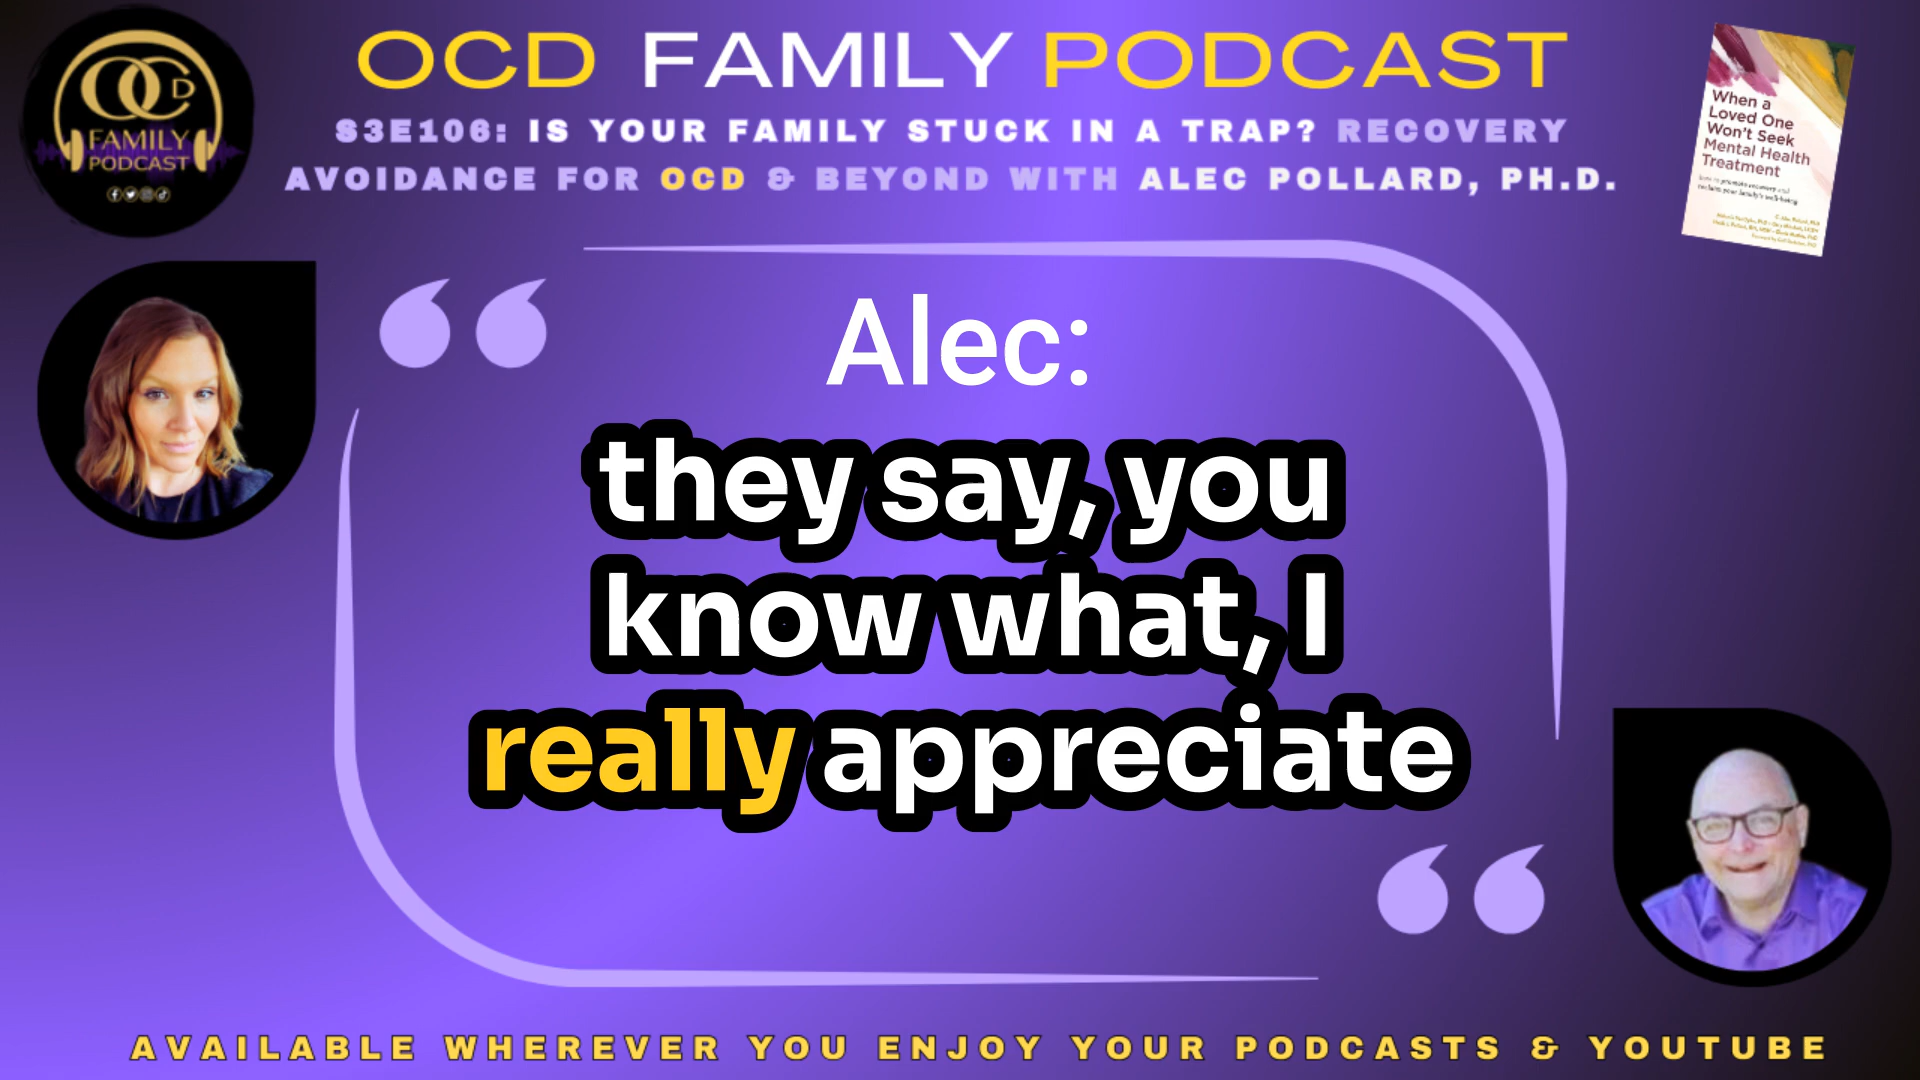 OCD
FAMILY
PODCAST
OCD FAMILY PODCAST
S3E106: IS YOUR FAMILY STUCK IN A TRAP? RECOVERY
AVOIDANCE FOR OCD & BEYOND WITH ALEC POLLARD, PH.D.
When a
Loved One
Won't Seek
Mental Health
Treatment
Alec:
they say, you
know what, I
really appreciate
AVAILABLE WHEREVER YOU ENJOY YOUR PODCASTS & YOUTUBE